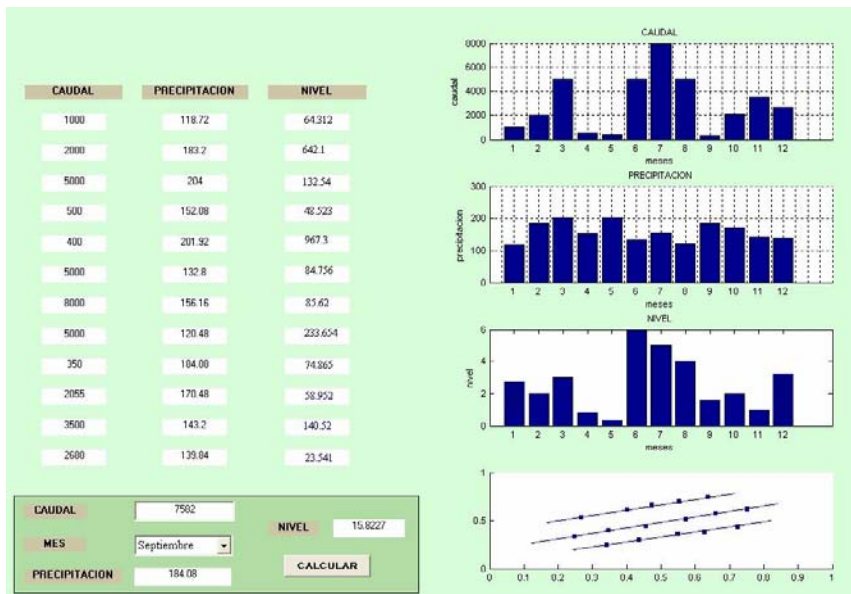 CAUDAL PRECIPITACION NIVEL
1000 118.72 64.312
2000 183.2 642.1
5000 204 132.54
500 152.08 48.523
400 201.92 967.3
5000 132.8 84.756
8000 156.16 85.62
5000 120.48 233.654
350 184.08 74.865
2055 170.48 58.952
3500 143.2 140.52
2680 139.84 23.541
CAUDAL 7582
MES Septiembre
PRECIPITACION 184.08
NIVEL 15.8227
CALCULAR
CAUDAL
caudal
8000
6000
4000
2000
0
1 2 3 4 5 6 7 8 9 10 11 12
meses
PRECIPITACION
precipitacion
300
200
100
0
1 2 3 4 5 6 7 8 9 10 11 12
meses
NIVEL
nivel
6
4
2
0
1 2 3 4 5 6 7 8 9 10 11 12
meses
1
0.5
0
0 0.1 0.2 0.3 0.4 0.5 0.6 0.7 0.8 0.9 1